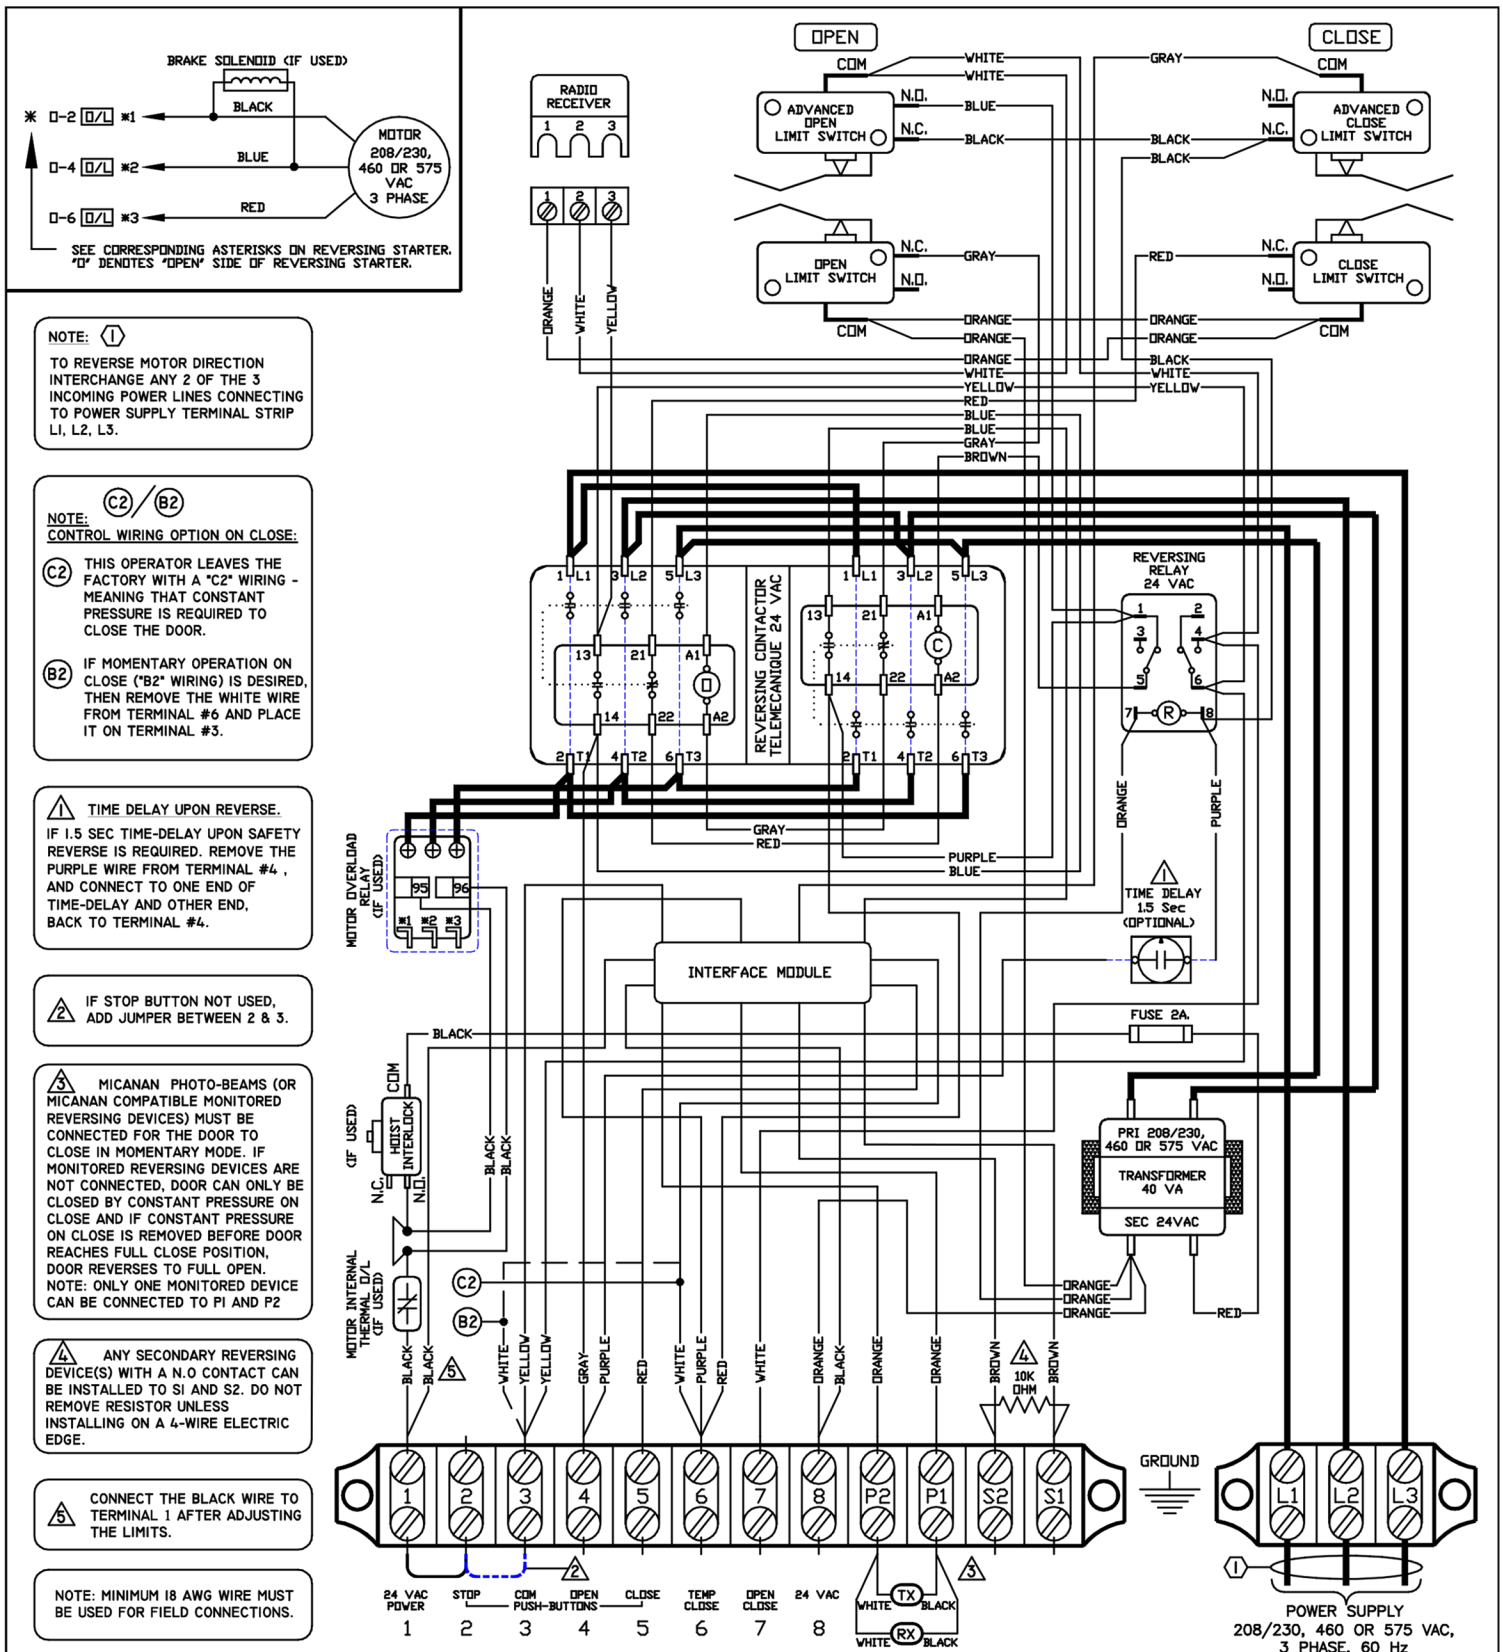 BRAKE SOLENOID (IF USED)
BLACK
* O-2 O/L *1
MOTOR
208/230,
460 OR 575
VAC
3 PHASE
BLUE
O-4 O/L *2
RED
O-6 O/L *3
SEE CORRESPONDING ASTERISKS ON REVERSING STARTER.
"O" DENOTES "OPEN" SIDE OF REVERSING STARTER.
NOTE: 1
TO REVERSE MOTOR DIRECTION
INTERCHANGE ANY 2 OF THE 3
INCOMING POWER LINES CONNECTING
TO POWER SUPPLY TERMINAL STRIP
L1, L2, L3.
C2 / B2
NOTE:
CONTROL WIRING OPTION ON CLOSE:
C2 THIS OPERATOR LEAVES THE
FACTORY WITH A "C2" WIRING -
MEANING THAT CONSTANT
PRESSURE IS REQUIRED TO
CLOSE THE DOOR.
B2 IF MOMENTARY OPERATION ON
CLOSE ("B2" WIRING) IS DESIRED,
THEN REMOVE THE WHITE WIRE
FROM TERMINAL #6 AND PLACE
IT ON TERMINAL #3.
1 TIME DELAY UPON REVERSE.
IF 1.5 SEC TIME-DELAY UPON SAFETY
REVERSE IS REQUIRED. REMOVE THE
PURPLE WIRE FROM TERMINAL #4 ,
AND CONNECT TO ONE END OF
TIME-DELAY AND OTHER END,
BACK TO TERMINAL #4.
2 IF STOP BUTTON NOT USED,
ADD JUMPER BETWEEN 2 & 3.
3 MICANAN PHOTO-BEAMS (OR
MICANAN COMPATIBLE MONITORED
REVERSING DEVICES) MUST BE
CONNECTED FOR THE DOOR TO
CLOSE IN MOMENTARY MODE. IF
MONITORED REVERSING DEVICES ARE
NOT CONNECTED, DOOR CAN ONLY BE
CLOSED BY CONSTANT PRESSURE ON
CLOSE AND IF CONSTANT PRESSURE
ON CLOSE IS REMOVED BEFORE DOOR
REACHES FULL CLOSE POSITION,
DOOR REVERSES TO FULL OPEN.
NOTE: ONLY ONE MONITORED DEVICE
CAN BE CONNECTED TO P1 AND P2
4 ANY SECONDARY REVERSING
DEVICE(S) WITH A N.O CONTACT CAN
BE INSTALLED TO S1 AND S2. DO NOT
REMOVE RESISTOR UNLESS
INSTALLING ON A 4-WIRE ELECTRIC
EDGE.
5 CONNECT THE BLACK WIRE TO
TERMINAL 1 AFTER ADJUSTING
THE LIMITS.
NOTE: MINIMUM 18 AWG WIRE MUST
BE USED FOR FIELD CONNECTIONS.
RADIO
RECEIVER
1 2 3
1 2 3
ORANGE
WHITE
YELLOW
OPEN
COM
ADVANCED
OPEN
LIMIT SWITCH
N.O.
N.C.
OPEN
LIMIT SWITCH
N.C.
N.O.
COM
CLOSE
COM
N.O.
N.C.
ADVANCED
CLOSE
LIMIT SWITCH
N.C.
N.O.
CLOSE
LIMIT SWITCH
COM
WHITE
GRAY
WHITE
BLUE
BLACK
BLACK
BLACK
GRAY
RED
ORANGE
ORANGE
ORANGE
ORANGE
ORANGE
BLACK
WHITE
WHITE
YELLOW
YELLOW
RED
BLUE
BLUE
GRAY
BROWN
1 L1 3 L2 5 L3
13 21 A1
O
14 22 A2
2 T1 4 T2 6 T3
REVERSING CONTACTOR
TELEMECANIQUE 24 VAC
1 L1 3 L2 5 L3
13 21 A1
C
14 22 A2
2 T1 4 T2 6 T3
REVERSING
RELAY
24 VAC
1 2
3 4
5 6
7 R 8
ORANGE
PURPLE
GRAY
RED
PURPLE
BLUE
MOTOR OVERLOAD
RELAY
(IF USED)
95 96
*1 *2 *3
1
TIME DELAY
1.5 Sec
(OPTIONAL)
INTERFACE MODULE
FUSE 2A.
BLACK
COM
HOIST
INTERLOCK
(IF USED)
N.C.
N.O.
BLACK
BLACK
MOTOR INTERNAL
THERMAL O/L
(IF USED)
PRI 208/230,
460 OR 575 VAC
TRANSFORMER
40 VA
SEC 24VAC
ORANGE
ORANGE
ORANGE
RED
C2
B2
BLACK
BLACK
5
WHITE
YELLOW
YELLOW
GRAY
PURPLE
RED
WHITE
PURPLE
RED
WHITE
ORANGE
BLACK
ORANGE
ORANGE
BROWN
4
10K
OHM
BROWN
1 2 3 4 5 6 7 8 P2 P1 S2 S1
GROUND
L1 L2 L3
2
3
1
24 VAC
POWER
STOP
COM
OPEN
PUSH-BUTTONS
CLOSE
TEMP
CLOSE
OPEN
CLOSE
24 VAC
1 2 3 4 5 6 7 8
WHITE TX BLACK
WHITE RX BLACK
POWER SUPPLY
208/230, 460 OR 575 VAC,
3 PHASE, 60 Hz